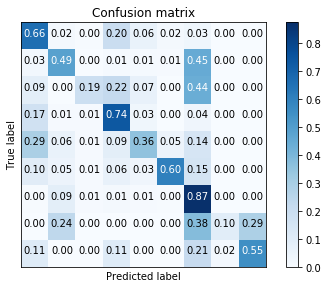 Confusion matrix
0.66 0.02 0.00 0.20 0.06 0.02 0.03 0.00 0.00
0.03 0.49 0.00 0.01 0.01 0.01 0.45 0.00 0.00
0.09 0.00 0.19 0.22 0.07 0.00 0.44 0.00 0.00
0.17 0.01 0.01 0.74 0.03 0.00 0.04 0.00 0.00
0.29 0.06 0.01 0.09 0.36 0.05 0.14 0.00 0.00
0.10 0.05 0.01 0.06 0.03 0.60 0.15 0.00 0.00
0.00 0.09 0.01 0.01 0.01 0.00 0.87 0.00 0.00
0.00 0.24 0.00 0.00 0.00 0.00 0.38 0.10 0.29
0.11 0.00 0.00 0.11 0.00 0.00 0.21 0.02 0.55
True label
Predicted label
0.8
0.7
0.6
0.5
0.4
0.3
0.2
0.1
0.0